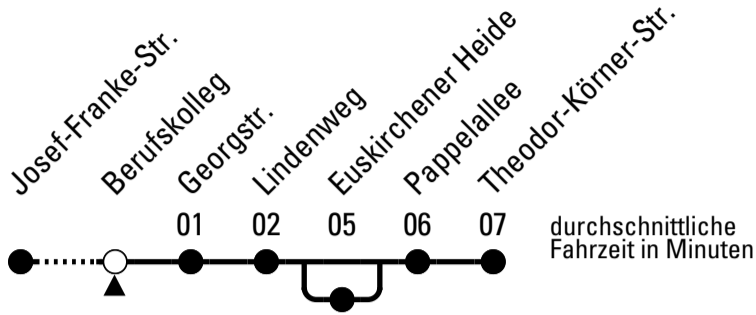 Josef-Franke-Str.
Berufskolleg
Georgstr.
Lindenweg
Euskirchener Heide
Pappelallee
Theodor-Körner-Str.
01 02 05 06 07
durchschnittliche
Fahrzeit in Minuten